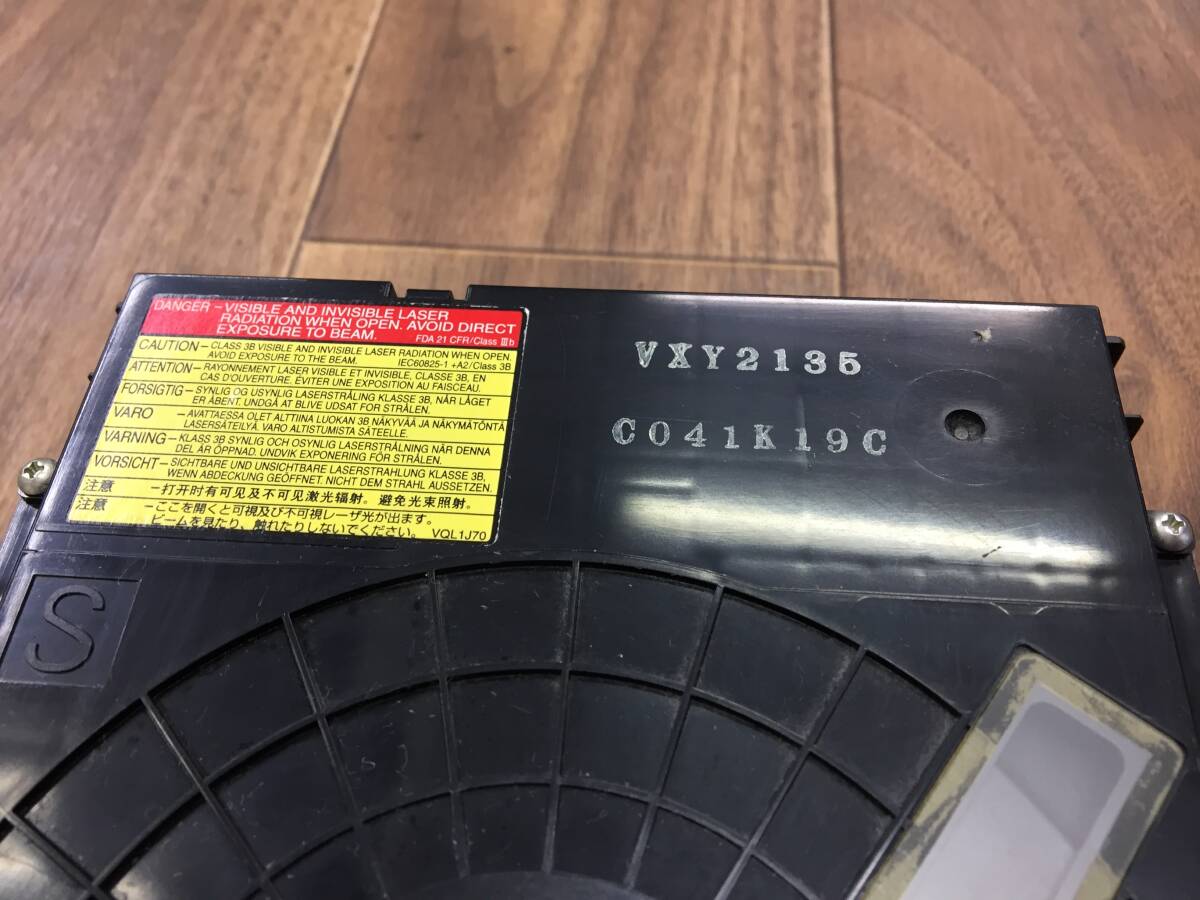 DANGER – VISIBLE AND INVISIBLE LASER
RADIATION WHEN OPEN. AVOID DIRECT
EXPOSURE TO BEAM.
FDA 21 CFR/Class Ⅲb
CAUTION – CLASS 3B VISIBLE AND INVISIBLE LASER RADIATION WHEN OPEN.
AVOID EXPOSURE TO THE BEAM. IEC60825-1 +A2/Class 3B
ATTENTION – RAYONNEMENT LASER VISIBLE ET INVISIBLE, CLASSE 3B, EN
CAS D'OUVERTURE. ÉVITER UNE EXPOSITION AU FAISCEAU.
FORSIGTIG – SYNLIG OG USYNLIG LASERSTRÅLING KLASSE 3B, NÅR LÅGET
ER ÅBENT. UNDGÅ AT BLIVE UDSAT FOR STRÅLEN.
VARO – AVATTAESSA OLET ALTTIINA LUOKAN 3B NÄKYVÄÄ JA NÄKYMÄTÖNTÄ
LASERSÄTEILYÄ. VARO ALTISTUMISTA SÄTEELLE.
VARNING – KLASS 3B SYNLIG OCH OSYNLIG LASERSTRÅLNING NÄR DENNA
DEL ÄR ÖPPNAD. UNDVIK EXPONERING FÖR STRÅLEN.
VORSICHT – SICHTBARE UND UNSICHTBARE LASERSTRAHLUNG KLASSE 3B,
WENN ABDECKUNG GEÖFFNET. NICHT DEM STRAHL AUSSETZEN.
注意 – 打开时有可见及不可见激光辐射。避免光束照射。
注意 – ここを開くと可視及び不可視レーザ光が出ます。
ビームを見たり、触れたりしないでください。 VQL1J70
VXY2135
C041K19C
S